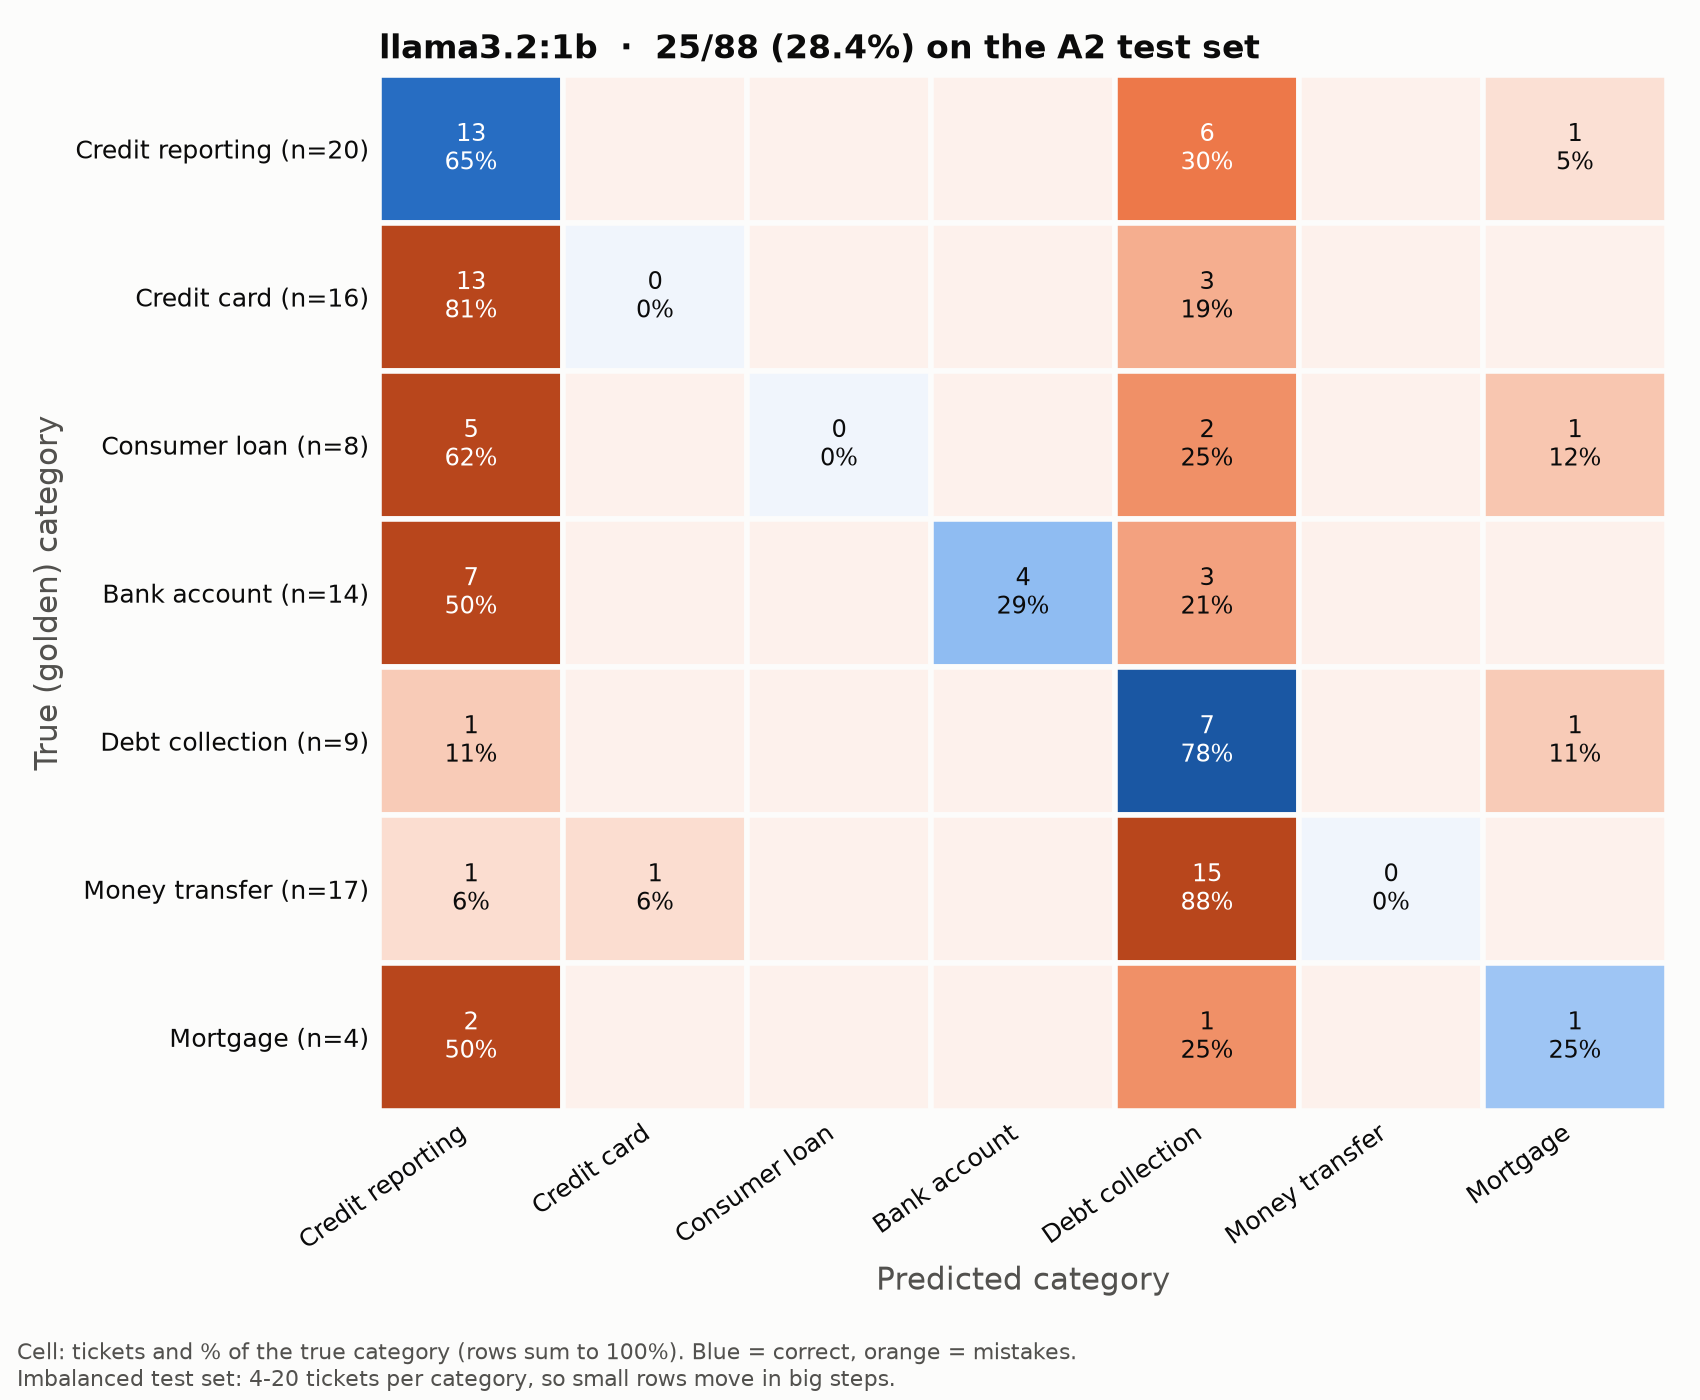 llama3.2:1b · 25/88 (28.4%) on the A2 test set
True (golden) category
Credit reporting (n=20)
13
65%
6
30%
1
5%
Credit card (n=16)
13
81%
0
0%
3
19%
Consumer loan (n=8)
5
62%
0
0%
2
25%
1
12%
Bank account (n=14)
7
50%
4
29%
3
21%
Debt collection (n=9)
1
11%
7
78%
1
11%
Money transfer (n=17)
1
6%
1
6%
15
88%
0
0%
Mortgage (n=4)
2
50%
1
25%
1
25%
Credit reporting
Credit card
Consumer loan
Bank account
Debt collection
Money transfer
Mortgage
Predicted category
Cell: tickets and % of the true category (rows sum to 100%). Blue = correct, orange = mistakes.
Imbalanced test set: 4-20 tickets per category, so small rows move in big steps.